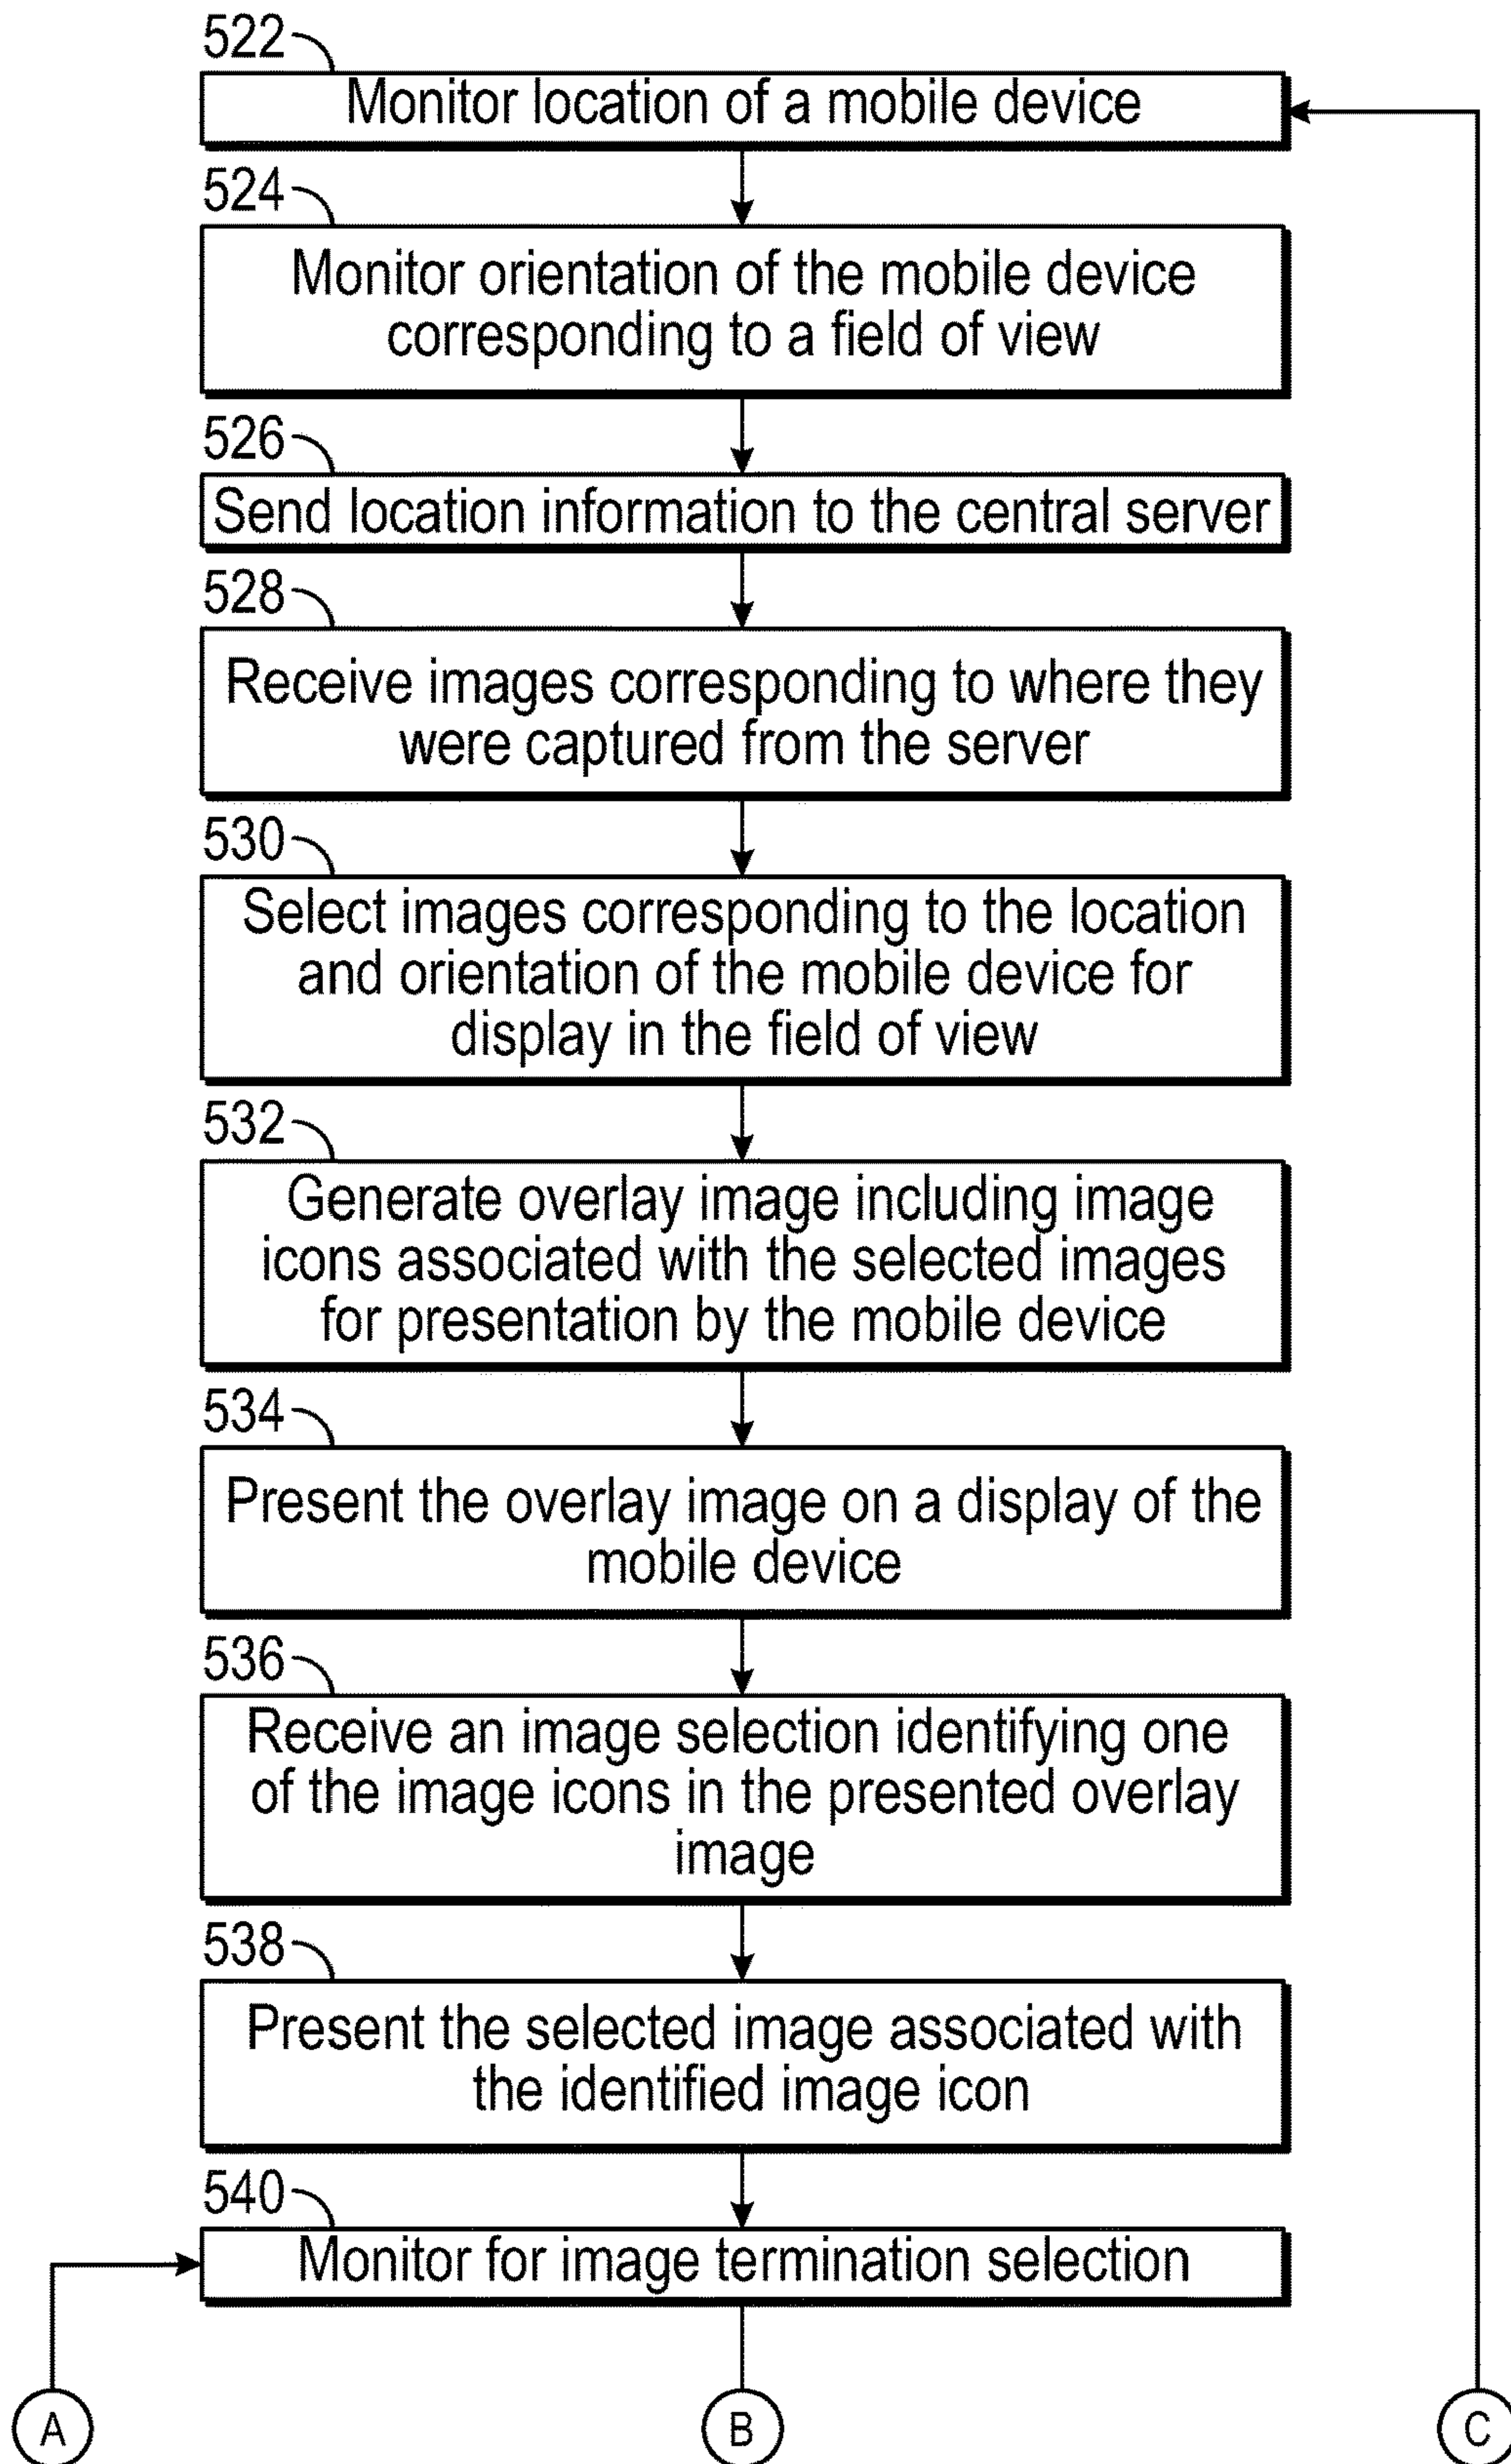 522
Monitor location of a mobile device
524
Monitor orientation of the mobile device
corresponding to a field of view
526
Send location information to the central server
528
Receive images corresponding to where they
were captured from the server
530
Select images corresponding to the location
and orientation of the mobile device for
display in the field of view
532
Generate overlay image including image
icons associated with the selected images
for presentation by the mobile device
534
Present the overlay image on a display of the
mobile device
536
Receive an image selection identifying one
of the image icons in the presented overlay
image
538
Present the selected image associated with
the identified image icon
540
Monitor for image termination selection
A
B
C